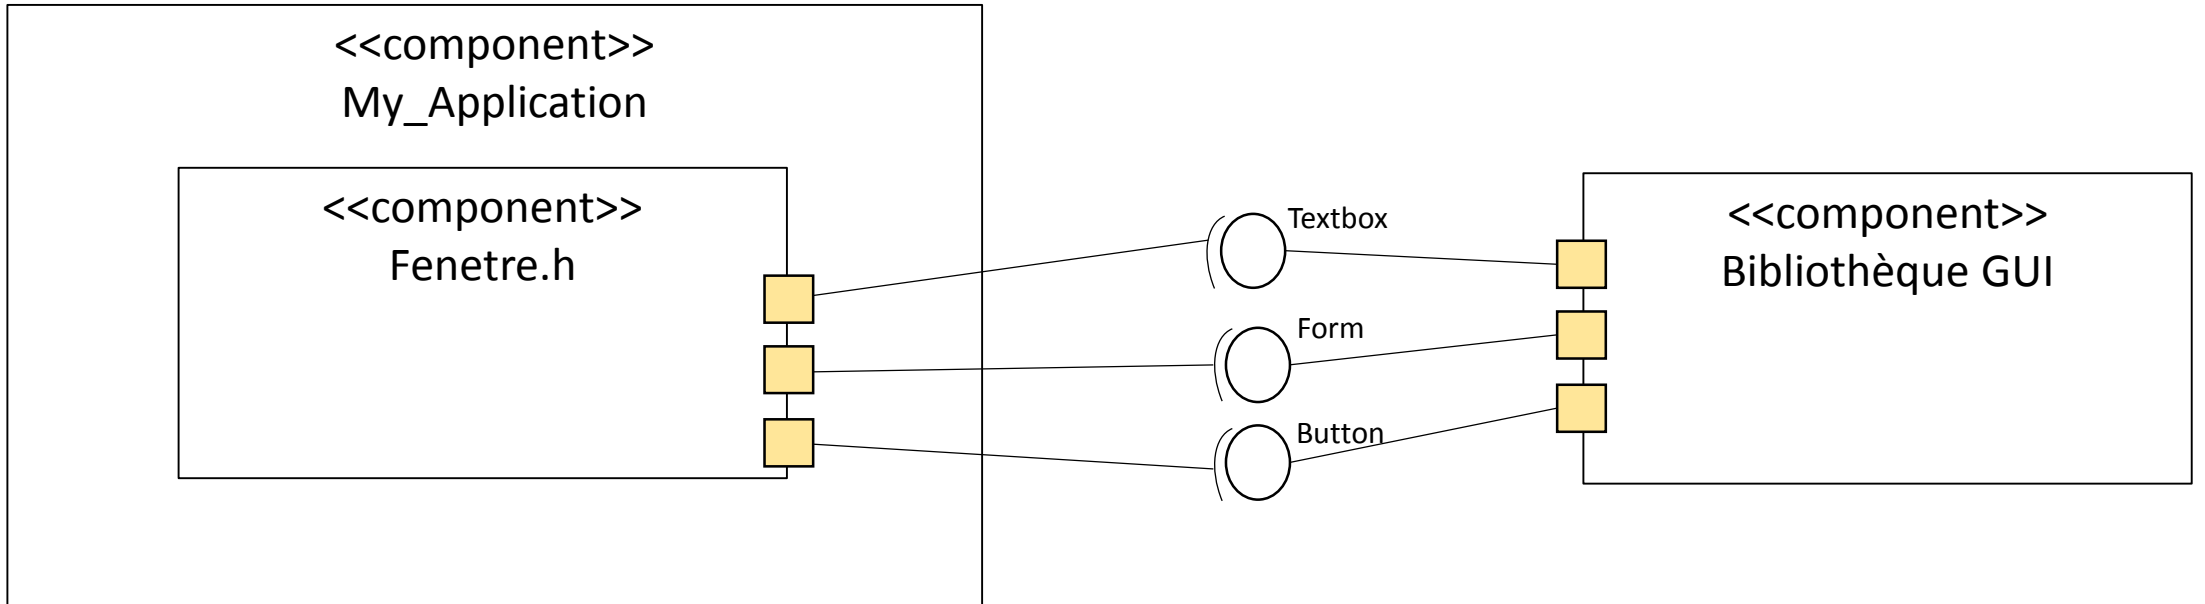 <<component>>
My_Application
<<component>>
Fenetre.h
Textbox
Form
Button
<<component>>
Bibliothèque GUI